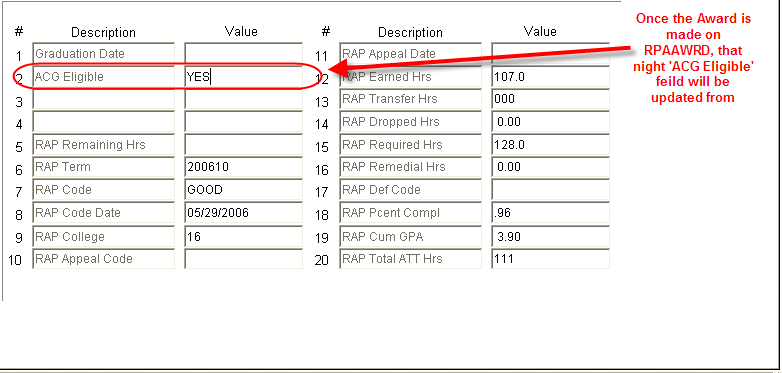 # Description Value # Description Value
1 Graduation Date 11 RAP Appeal Date
2 ACG Eligible YES 12 RAP Earned Hrs 107.0
3 13 RAP Transfer Hrs 000
4 14 RAP Dropped Hrs 0.00
5 RAP Remaining Hrs 15 RAP Required Hrs 128.0
6 RAP Term 200610 16 RAP Remedial Hrs 0.00
7 RAP Code GOOD 17 RAP Def Code
8 RAP Code Date 05/29/2006 18 RAP Pcent Compl .96
9 RAP College 16 19 RAP Cum GPA 3.90
10 RAP Appeal Code 20 RAP Total ATT Hrs 111
Once the Award is
made on
RPAAWRD, that
night 'ACG Eligible'
feild will be
updated from